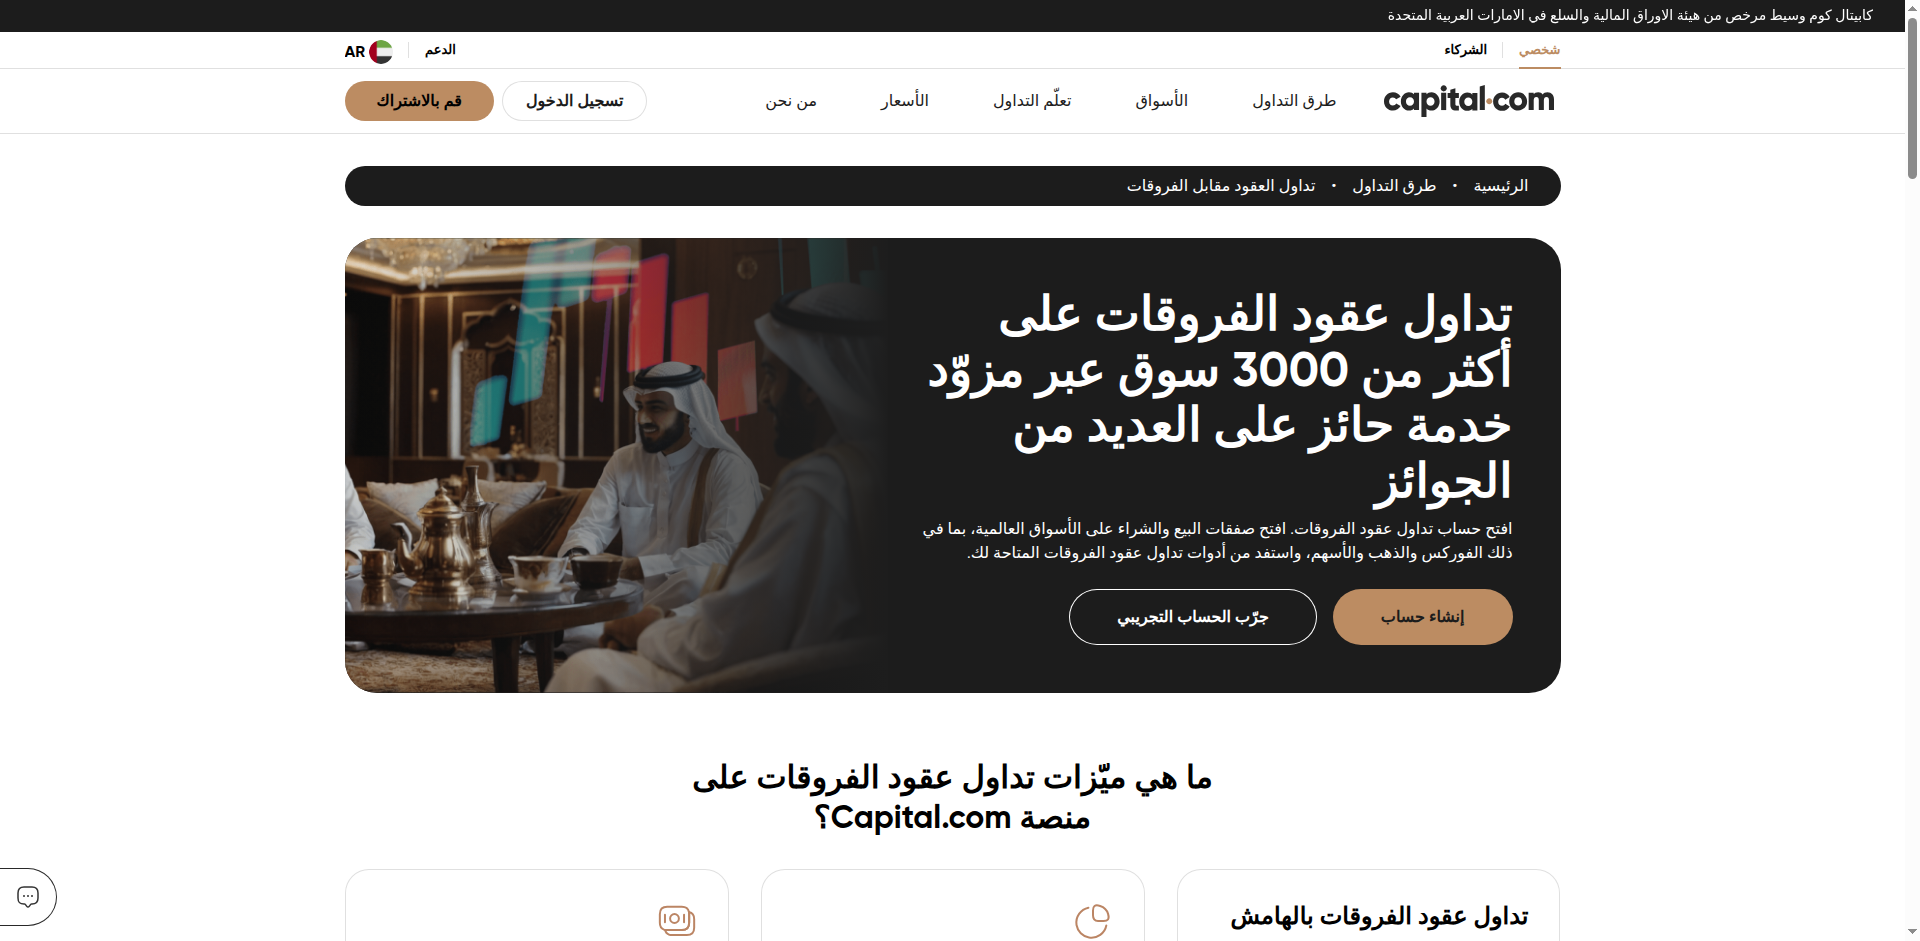 كابيتال كوم وسيط مرخص من هيئة الاوراق المالية والسلع في الامارات العربية المتحدة
شخصي
الشركاء
الدعم
AR
capital.com
طرق التداول
الأسواق
تعلّم التداول
الأسعار
من نحن
تسجيل الدخول
قم بالاشتراك
الرئيسية • طرق التداول • تداول العقود مقابل الفروقات
تداول عقود الفروقات على
أكثر من 3000 سوق عبر مزوّد
خدمة حائز على العديد من
الجوائز
افتح حساب تداول عقود الفروقات. افتح صفقات البيع والشراء على الأسواق العالمية، بما في
ذلك الفوركس والذهب والأسهم، واستفد من أدوات تداول عقود الفروقات المتاحة لك.
إنشاء حساب
جرّب الحساب التجريبي
ما هي ميّزات تداول عقود الفروقات على
منصة Capital.com؟
تداول عقود الفروقات بالهامش